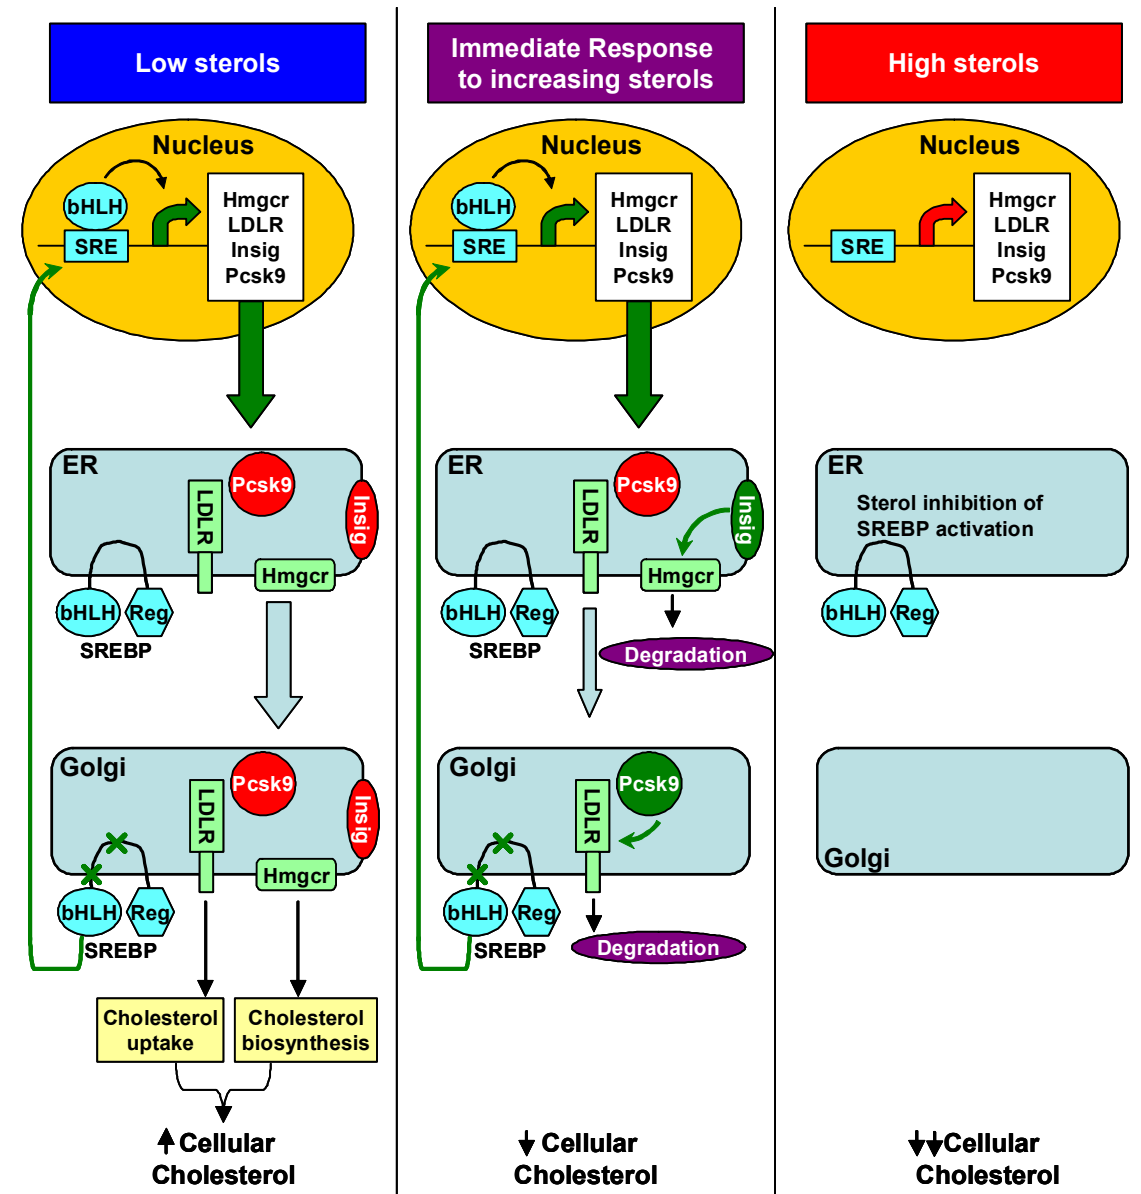 Low sterols
Nucleus
bHLH
SRE
Hmgcr
LDLR
Insig
Pcsk9
ER
LDLR
Pcsk9
Insig
Hmgcr
bHLH
Reg
SREBP
Golgi
LDLR
Pcsk9
Insig
Hmgcr
bHLH
Reg
SREBP
Cholesterol
uptake
Cholesterol
biosynthesis
Cellular
Cholesterol
Immediate Response
to increasing sterols
Nucleus
bHLH
SRE
Hmgcr
LDLR
Insig
Pcsk9
ER
LDLR
Pcsk9
Insig
Hmgcr
bHLH
Reg
SREBP
Degradation
Golgi
LDLR
Pcsk9
bHLH
Reg
SREBP
Degradation
Cellular
Cholesterol
High sterols
Nucleus
SRE
Hmgcr
LDLR
Insig
Pcsk9
ER
Sterol inhibition of
SREBP activation
bHLH
Reg
Golgi
Cellular
Cholesterol